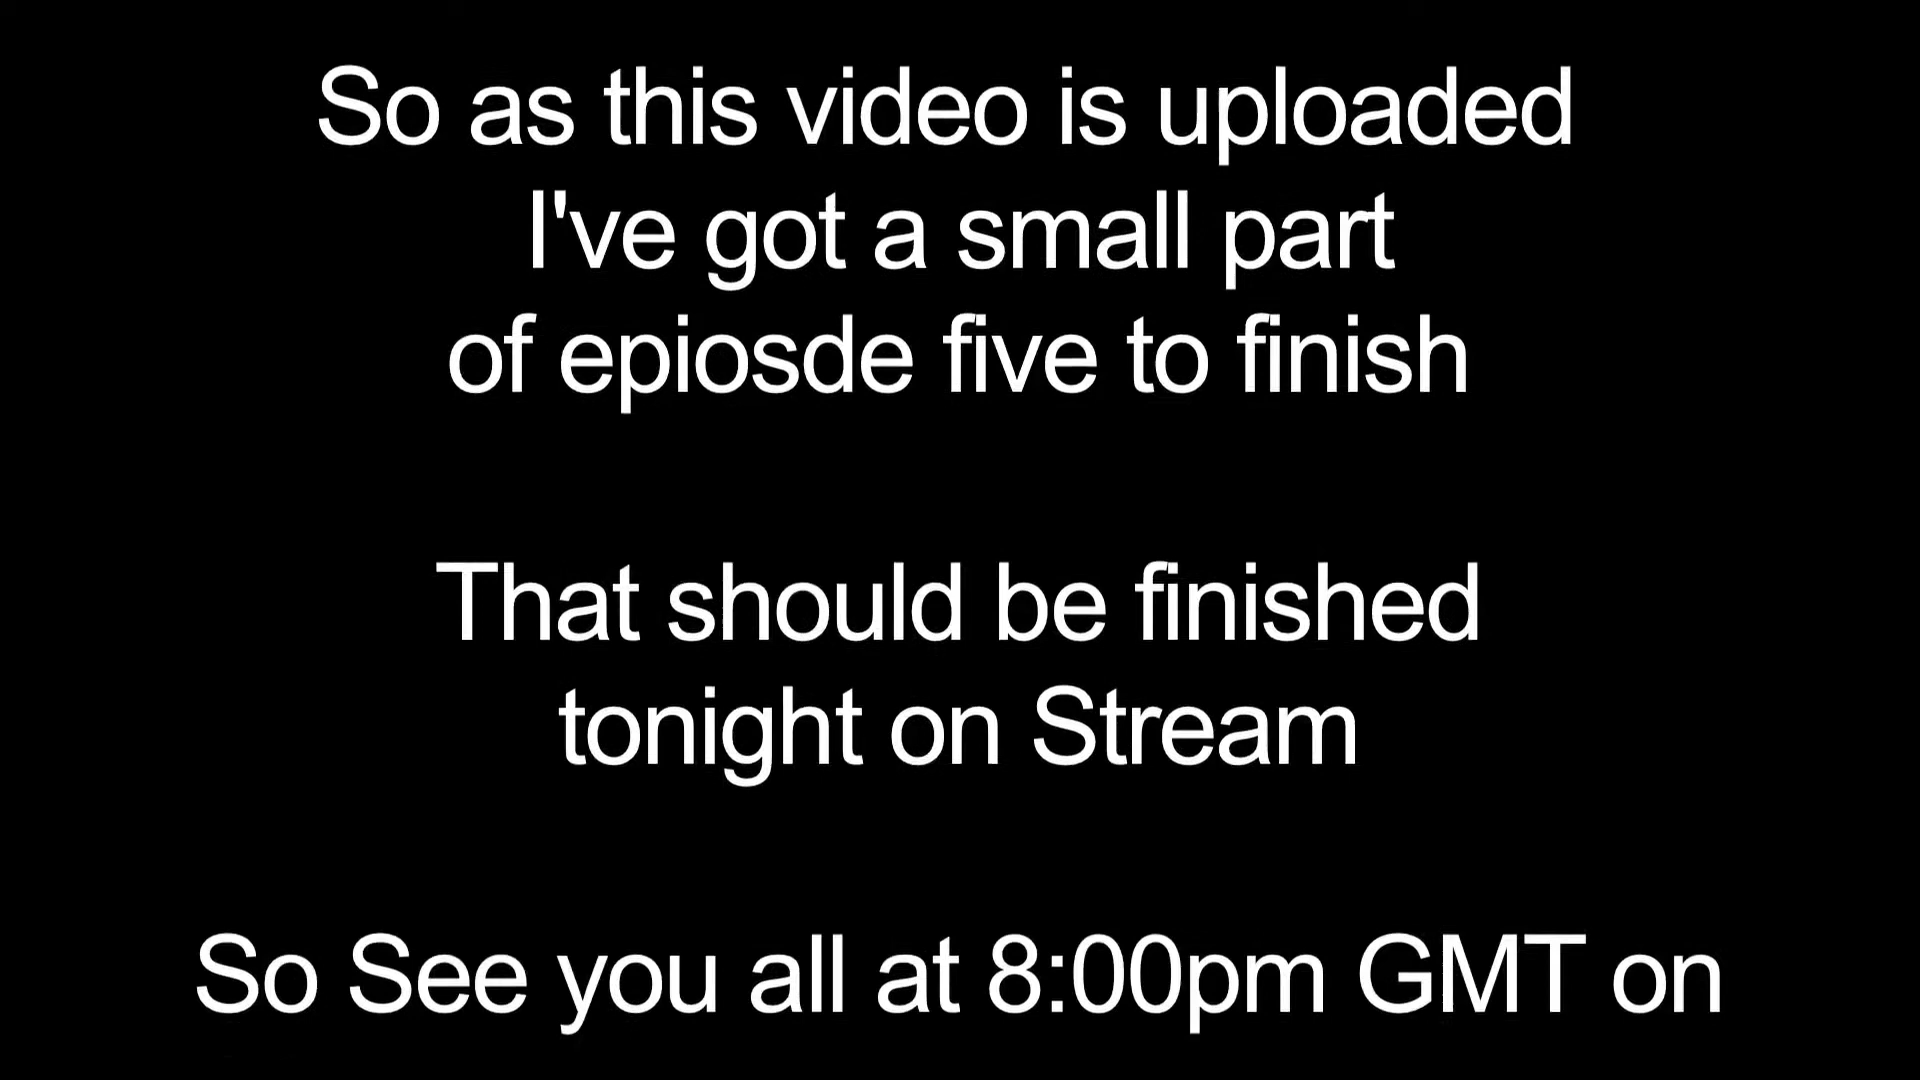 So as this video is uploaded
I've got a small part
of epiosde five to finish
That should be finished
tonight on Stream
So See you all at 8:00pm GMT on